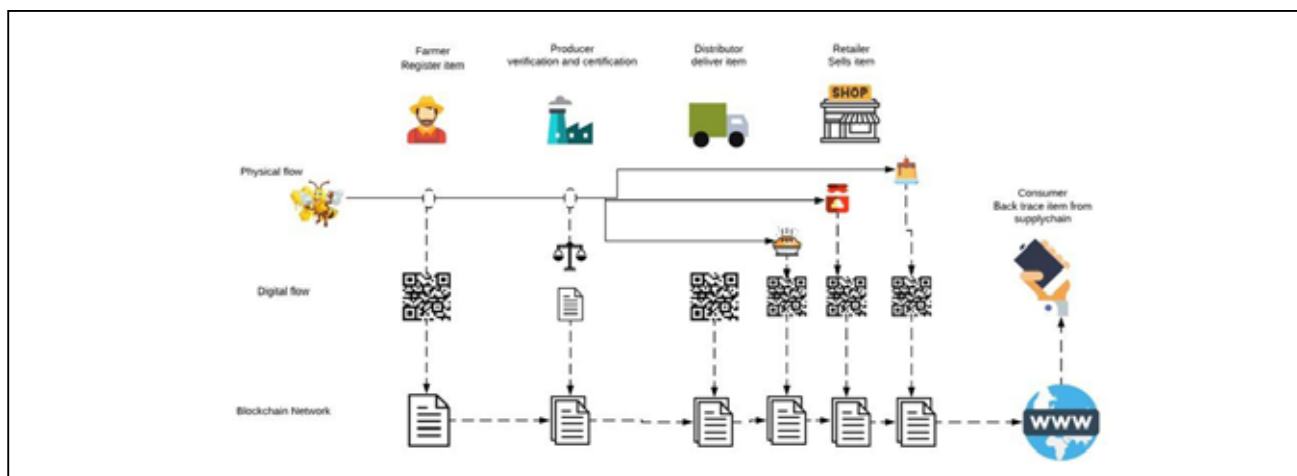 Farmer
Register item
Producer
verification and certification
Distributor
deliver item
Retailer
Sells item
SHOP
Physical flow
Consumer
Back trace item from
supplychain
Digital flow
Blockchain Network
WWW